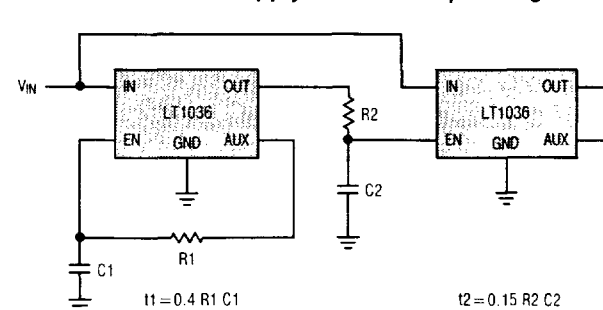 VIN
IN
OUT
LT1036
EN
GND
AUX
R2
C2
IN
OUT
LT1036
EN
GND
AUX
R1
C1
t1=0.4 R1 C1
t2=0.15 R2 C2